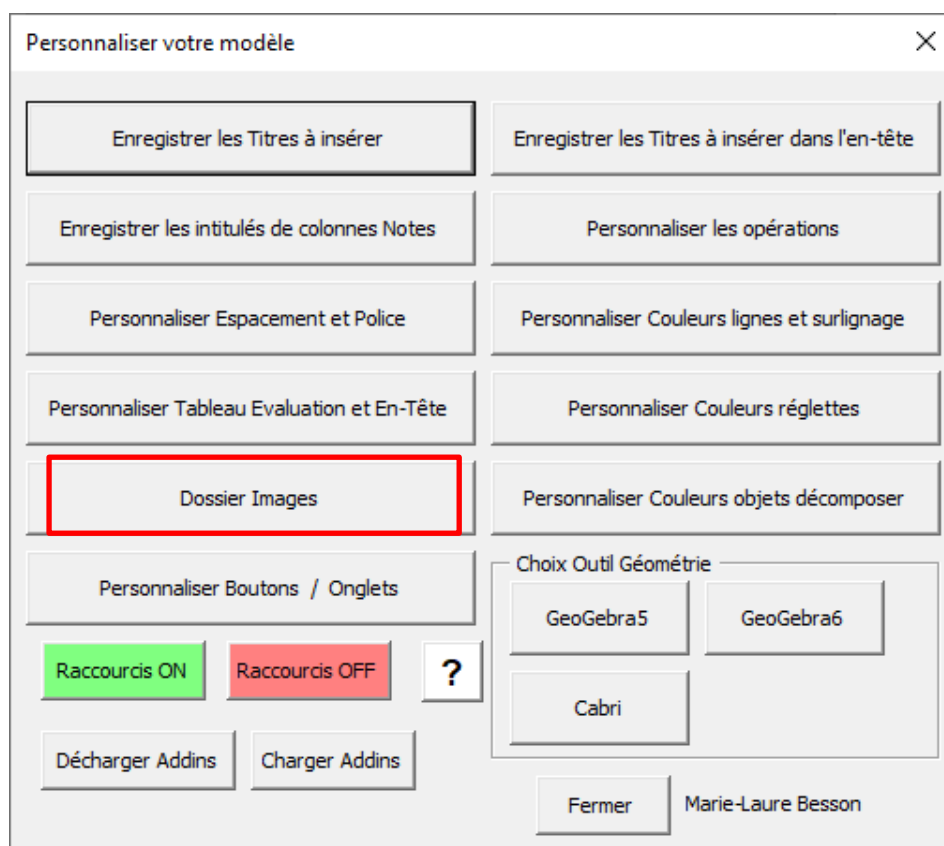 Personnaliser votre modèle
Enregistrer les Titres à insérer
Enregistrer les Titres à insérer dans l'en-tête
Enregistrer les intitulés de colonnes Notes
Personnaliser les opérations
Personnaliser Espacement et Police
Personnaliser Couleurs lignes et surlignage
Personnaliser Tableau Evaluation et En-Tête
Personnaliser Couleurs réglettes
Dossier Images
Personnaliser Couleurs objets décomposer
Personnaliser Boutons / Onglets
Choix Outil Géométrie
GeoGebra5
GeoGebra6
Raccourcis ON
Raccourcis OFF
?
Cabri
Décharger Addins
Charger Addins
Fermer
Marie-Laure Besson